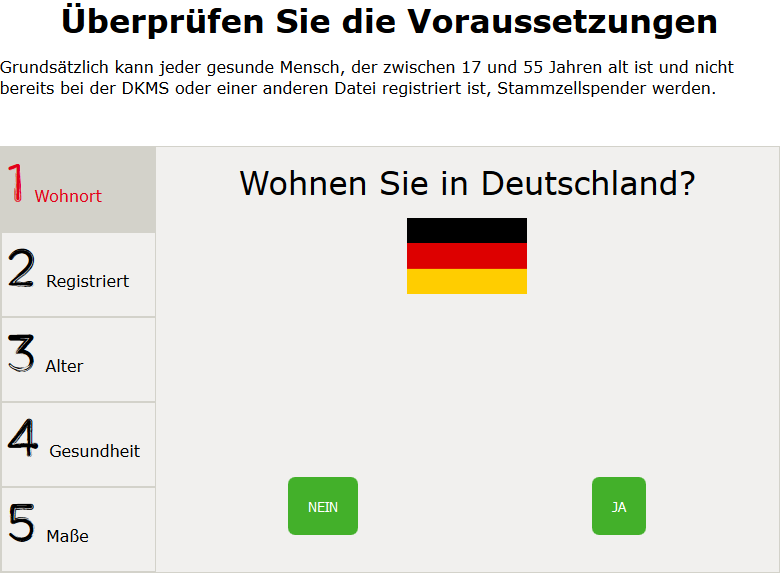 Überprüfen Sie die Voraussetzungen
Grundsätzlich kann jeder gesunde Mensch, der zwischen 17 und 55 Jahren alt ist und nicht
bereits bei der DKMS oder einer anderen Datei registriert ist, Stammzellspender werden.
1 Wohnort
2 Registriert
3 Alter
4 Gesundheit
5 Maße
Wohnen Sie in Deutschland?
NEIN JA